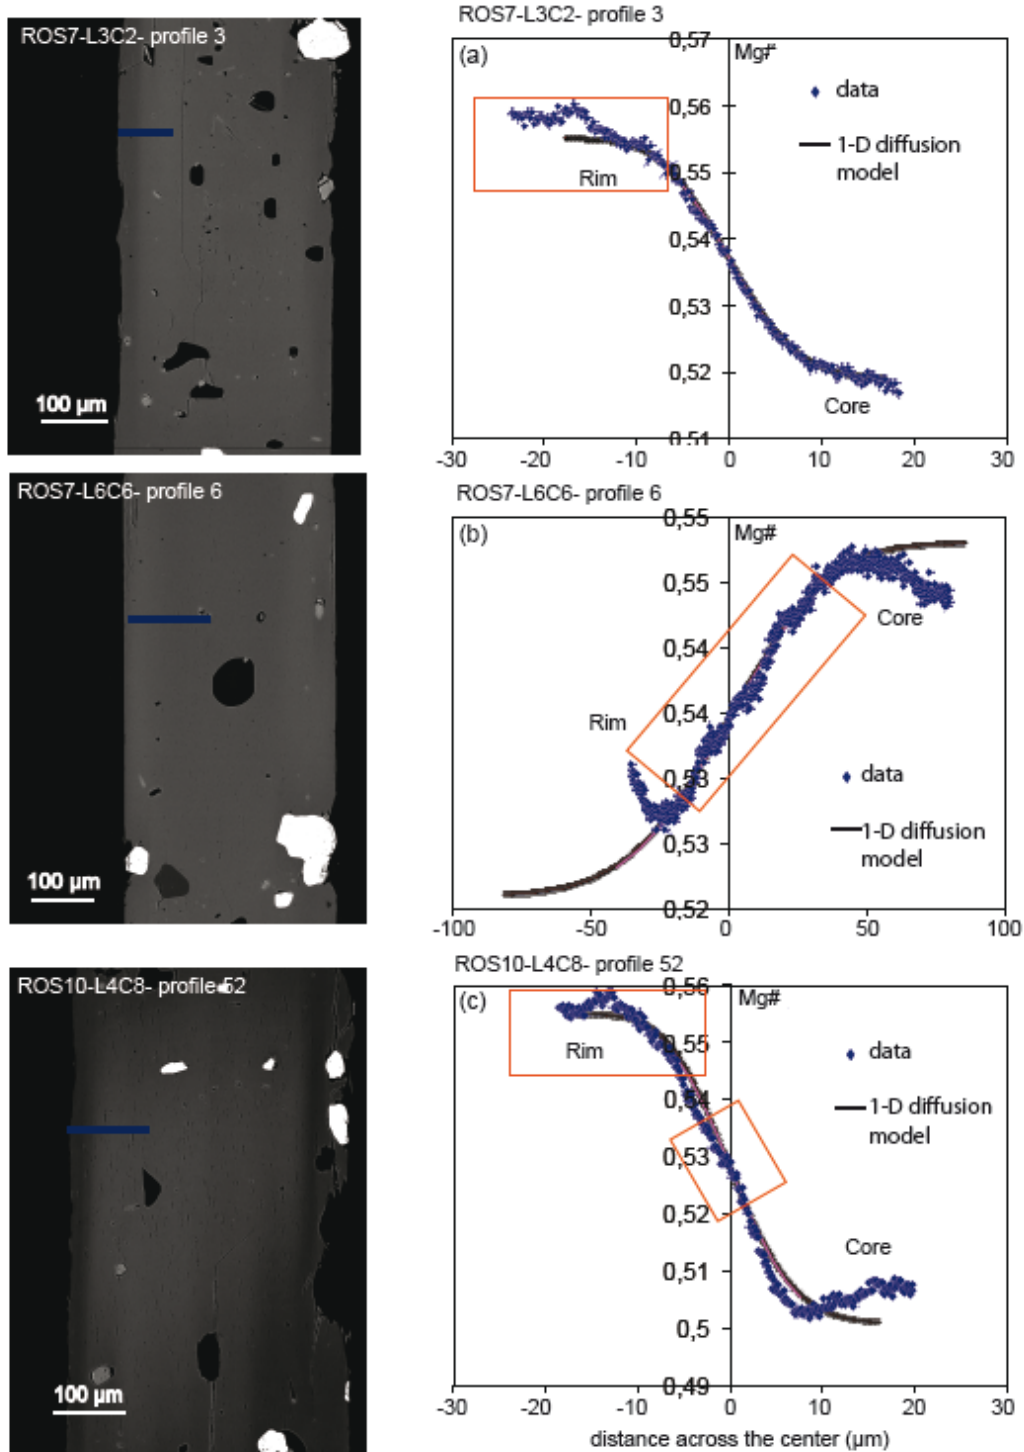 ROS7-L3C2- profile 3
100 µm
ROS7-L3C2- profile 3
(a)
Mg#
0,57
0,56
0,55
0,54
0,53
0,52
0,51
data
1-D diffusion
model
Rim
Core
-30 -20 -10 0 10 20 30
ROS7-L6C6- profile 6
100 µm
ROS7-L6C6- profile 6
(b)
Mg#
0,55
0,55
0,54
0,54
0,53
0,53
0,52
Core
Rim
data
1-D diffusion
model
-100 -50 0 50 100
ROS10-L4C8- profile 52
100 µm
ROS10-L4C8- profile 52
(c)
Mg#
0,56
0,55
0,54
0,53
0,52
0,51
0,5
0,49
data
Rim
1-D diffusion
model
Core
-30 -20 -10 0 10 20 30
distance across the center (µm)